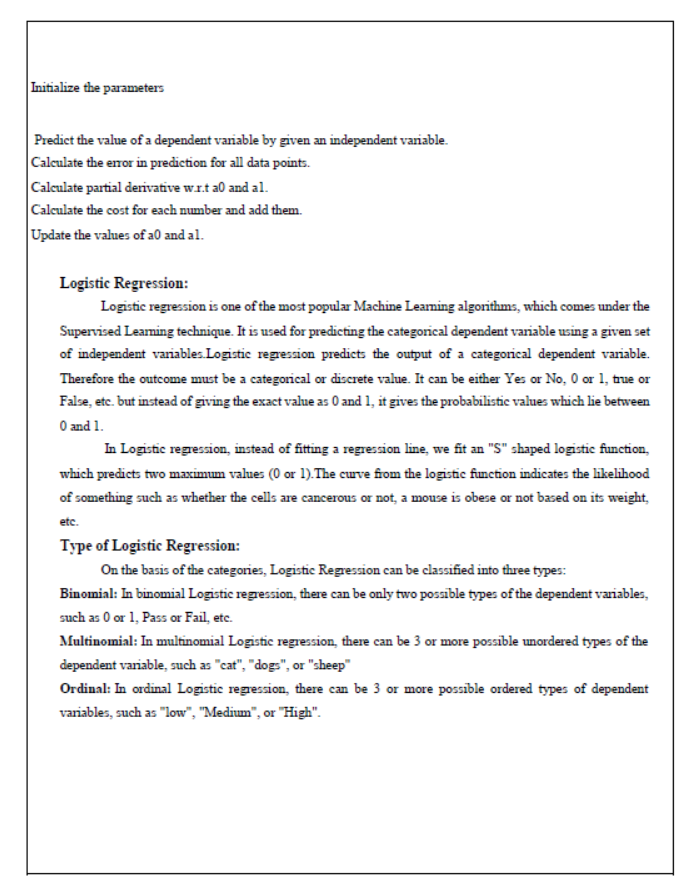 Initialize the parameters
Predict the value of a dependent variable by given an independent variable.
Calculate the error in prediction for all data points.
Calculate partial derivative w.r.t a0 and a1.
Calculate the cost for each number and add them.
Update the values of a0 and a1.
Logistic Regression:
Logistic regression is one of the most popular Machine Learning algorithms, which comes under the
Supervised Learning technique. It is used for predicting the categorical dependent variable using a given set
of independent variables.Logistic regression predicts the output of a categorical dependent variable.
Therefore the outcome must be a categorical or discrete value. It can be either Yes or No, 0 or 1, true or
False, etc. but instead of giving the exact value as 0 and 1, it gives the probabilistic values which lie between
0 and 1.
In Logistic regression, instead of fitting a regression line, we fit an "S" shaped logistic function,
which predicts two maximum values (0 or 1).The curve from the logistic function indicates the likelihood
of something such as whether the cells are cancerous or not, a mouse is obese or not based on its weight,
etc.
Type of Logistic Regression:
On the basis of the categories, Logistic Regression can be classified into three types:
Binomial: In binomial Logistic regression, there can be only two possible types of the dependent variables,
such as 0 or 1, Pass or Fail, etc.
Multinomial: In multinomial Logistic regression, there can be 3 or more possible unordered types of the
dependent variable, such as "cat", "dogs", or "sheep"
Ordinal: In ordinal Logistic regression, there can be 3 or more possible ordered types of dependent
variables, such as "low", "Medium", or "High".